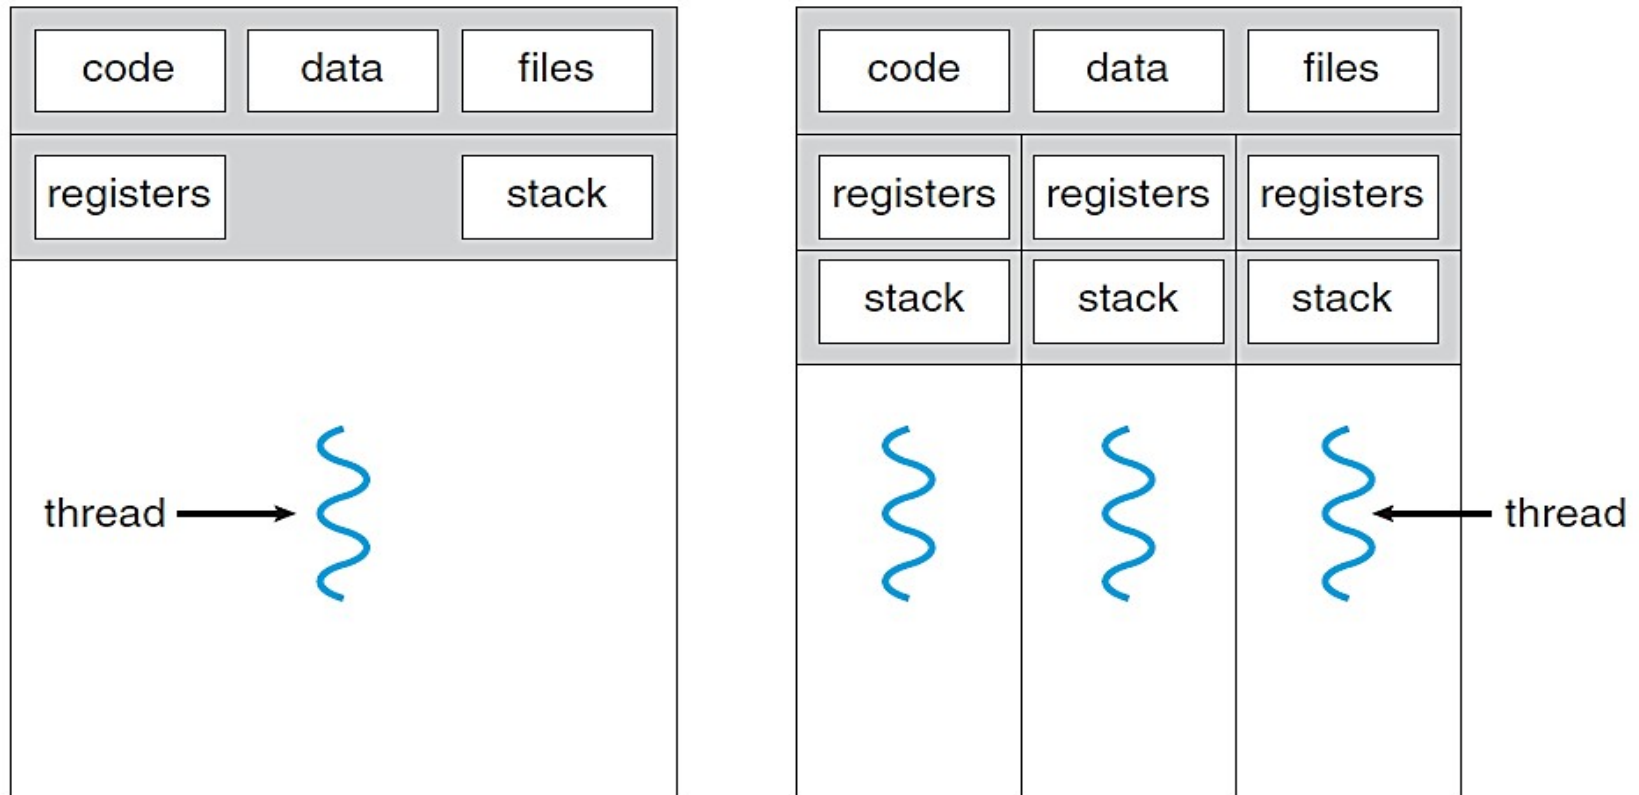 code data files
registers stack
thread
code data files
registers registers registers
stack stack stack
thread